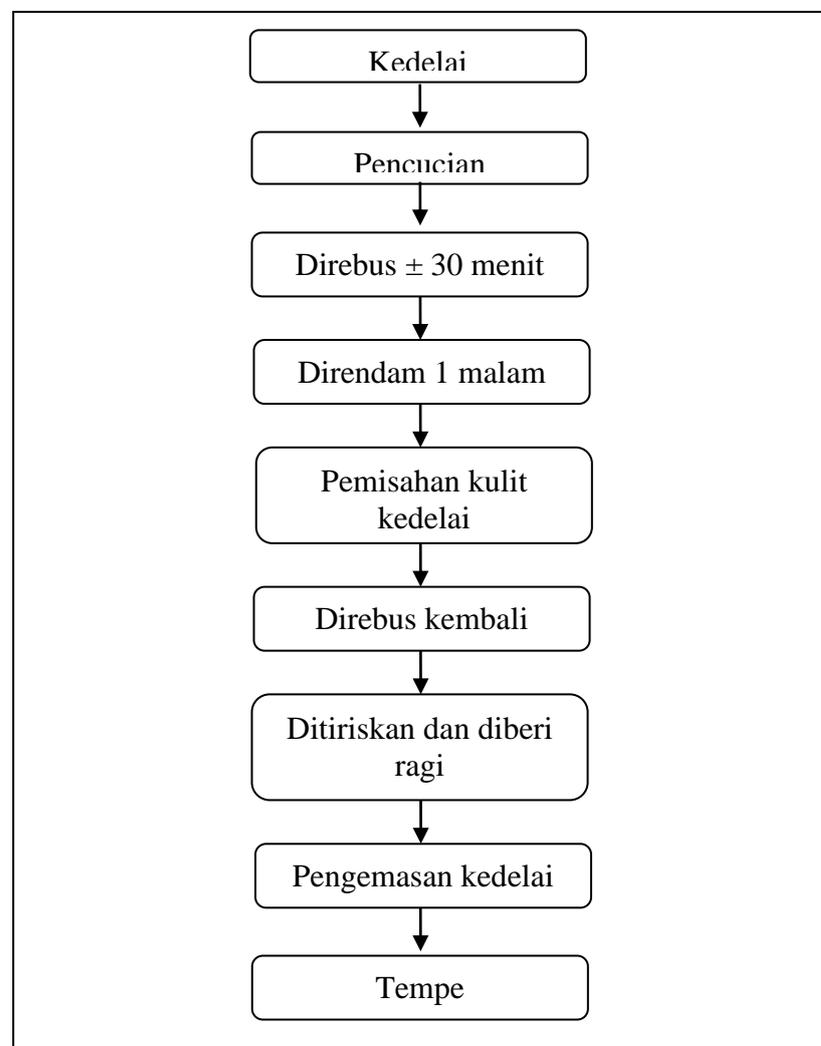 Kedelai
Pencucian
Direbus ± 30 menit
Direndam 1 malam
Pemisahan kulit
kedelai
Direbus kembali
Ditiriskan dan diberi
ragi
Pengemasan kedelai
Tempe